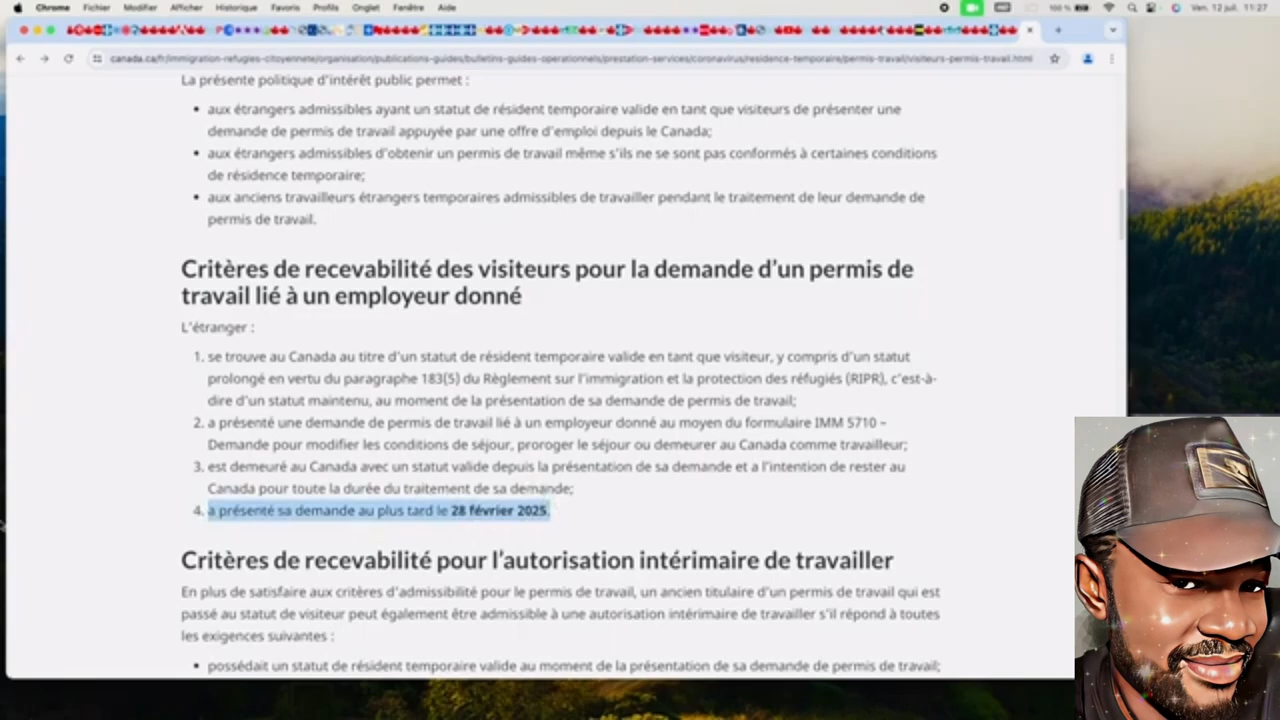 Chrome Fichier Modifier Afficher Historique Favoris Profils Onglet Fenêtre Aide 100 % Ven. 12 juil. 11:27
canada.ca/fr/immigration-refugies-citoyennete/organisation/publications-guides/bulletins-guides-operationnels/prestation-services/coronavirus/residence-temporaire/permis-travail/visiteurs-permis-travail.html
La présente politique d'intérêt public permet :
• aux étrangers admissibles ayant un statut de résident temporaire valide en tant que visiteurs de présenter une
demande de permis de travail appuyée par une offre d'emploi depuis le Canada;
• aux étrangers admissibles d'obtenir un permis de travail même s'ils ne se sont pas conformés à certaines conditions
de résidence temporaire;
• aux anciens travailleurs étrangers temporaires admissibles de travailler pendant le traitement de leur demande de
permis de travail.
Critères de recevabilité des visiteurs pour la demande d'un permis de
travail lié à un employeur donné
L'étranger :
1. se trouve au Canada au titre d'un statut de résident temporaire valide en tant que visiteur, y compris d'un statut
prolongé en vertu du paragraphe 183(5) du Règlement sur l'immigration et la protection des réfugiés (RIPR), c'est-à-
dire d'un statut maintenu, au moment de la présentation de sa demande de permis de travail;
2. a présenté une demande de permis de travail lié à un employeur donné au moyen du formulaire IMM 5710 –
Demande pour modifier les conditions de séjour, proroger le séjour ou demeurer au Canada comme travailleur;
3. est demeuré au Canada avec un statut valide depuis la présentation de sa demande et a l'intention de rester au
Canada pour toute la durée du traitement de sa demande;
4. a présenté sa demande au plus tard le 28 février 2025.
Critères de recevabilité pour l'autorisation intérimaire de travailler
En plus de satisfaire aux critères d'admissibilité pour le permis de travail, un ancien titulaire d'un permis de travail qui est
passé au statut de visiteur peut également être admissible à une autorisation intérimaire de travailler s'il répond à toutes
les exigences suivantes :
• possédait un statut de résident temporaire valide au moment de la présentation de sa demande de permis de travail;